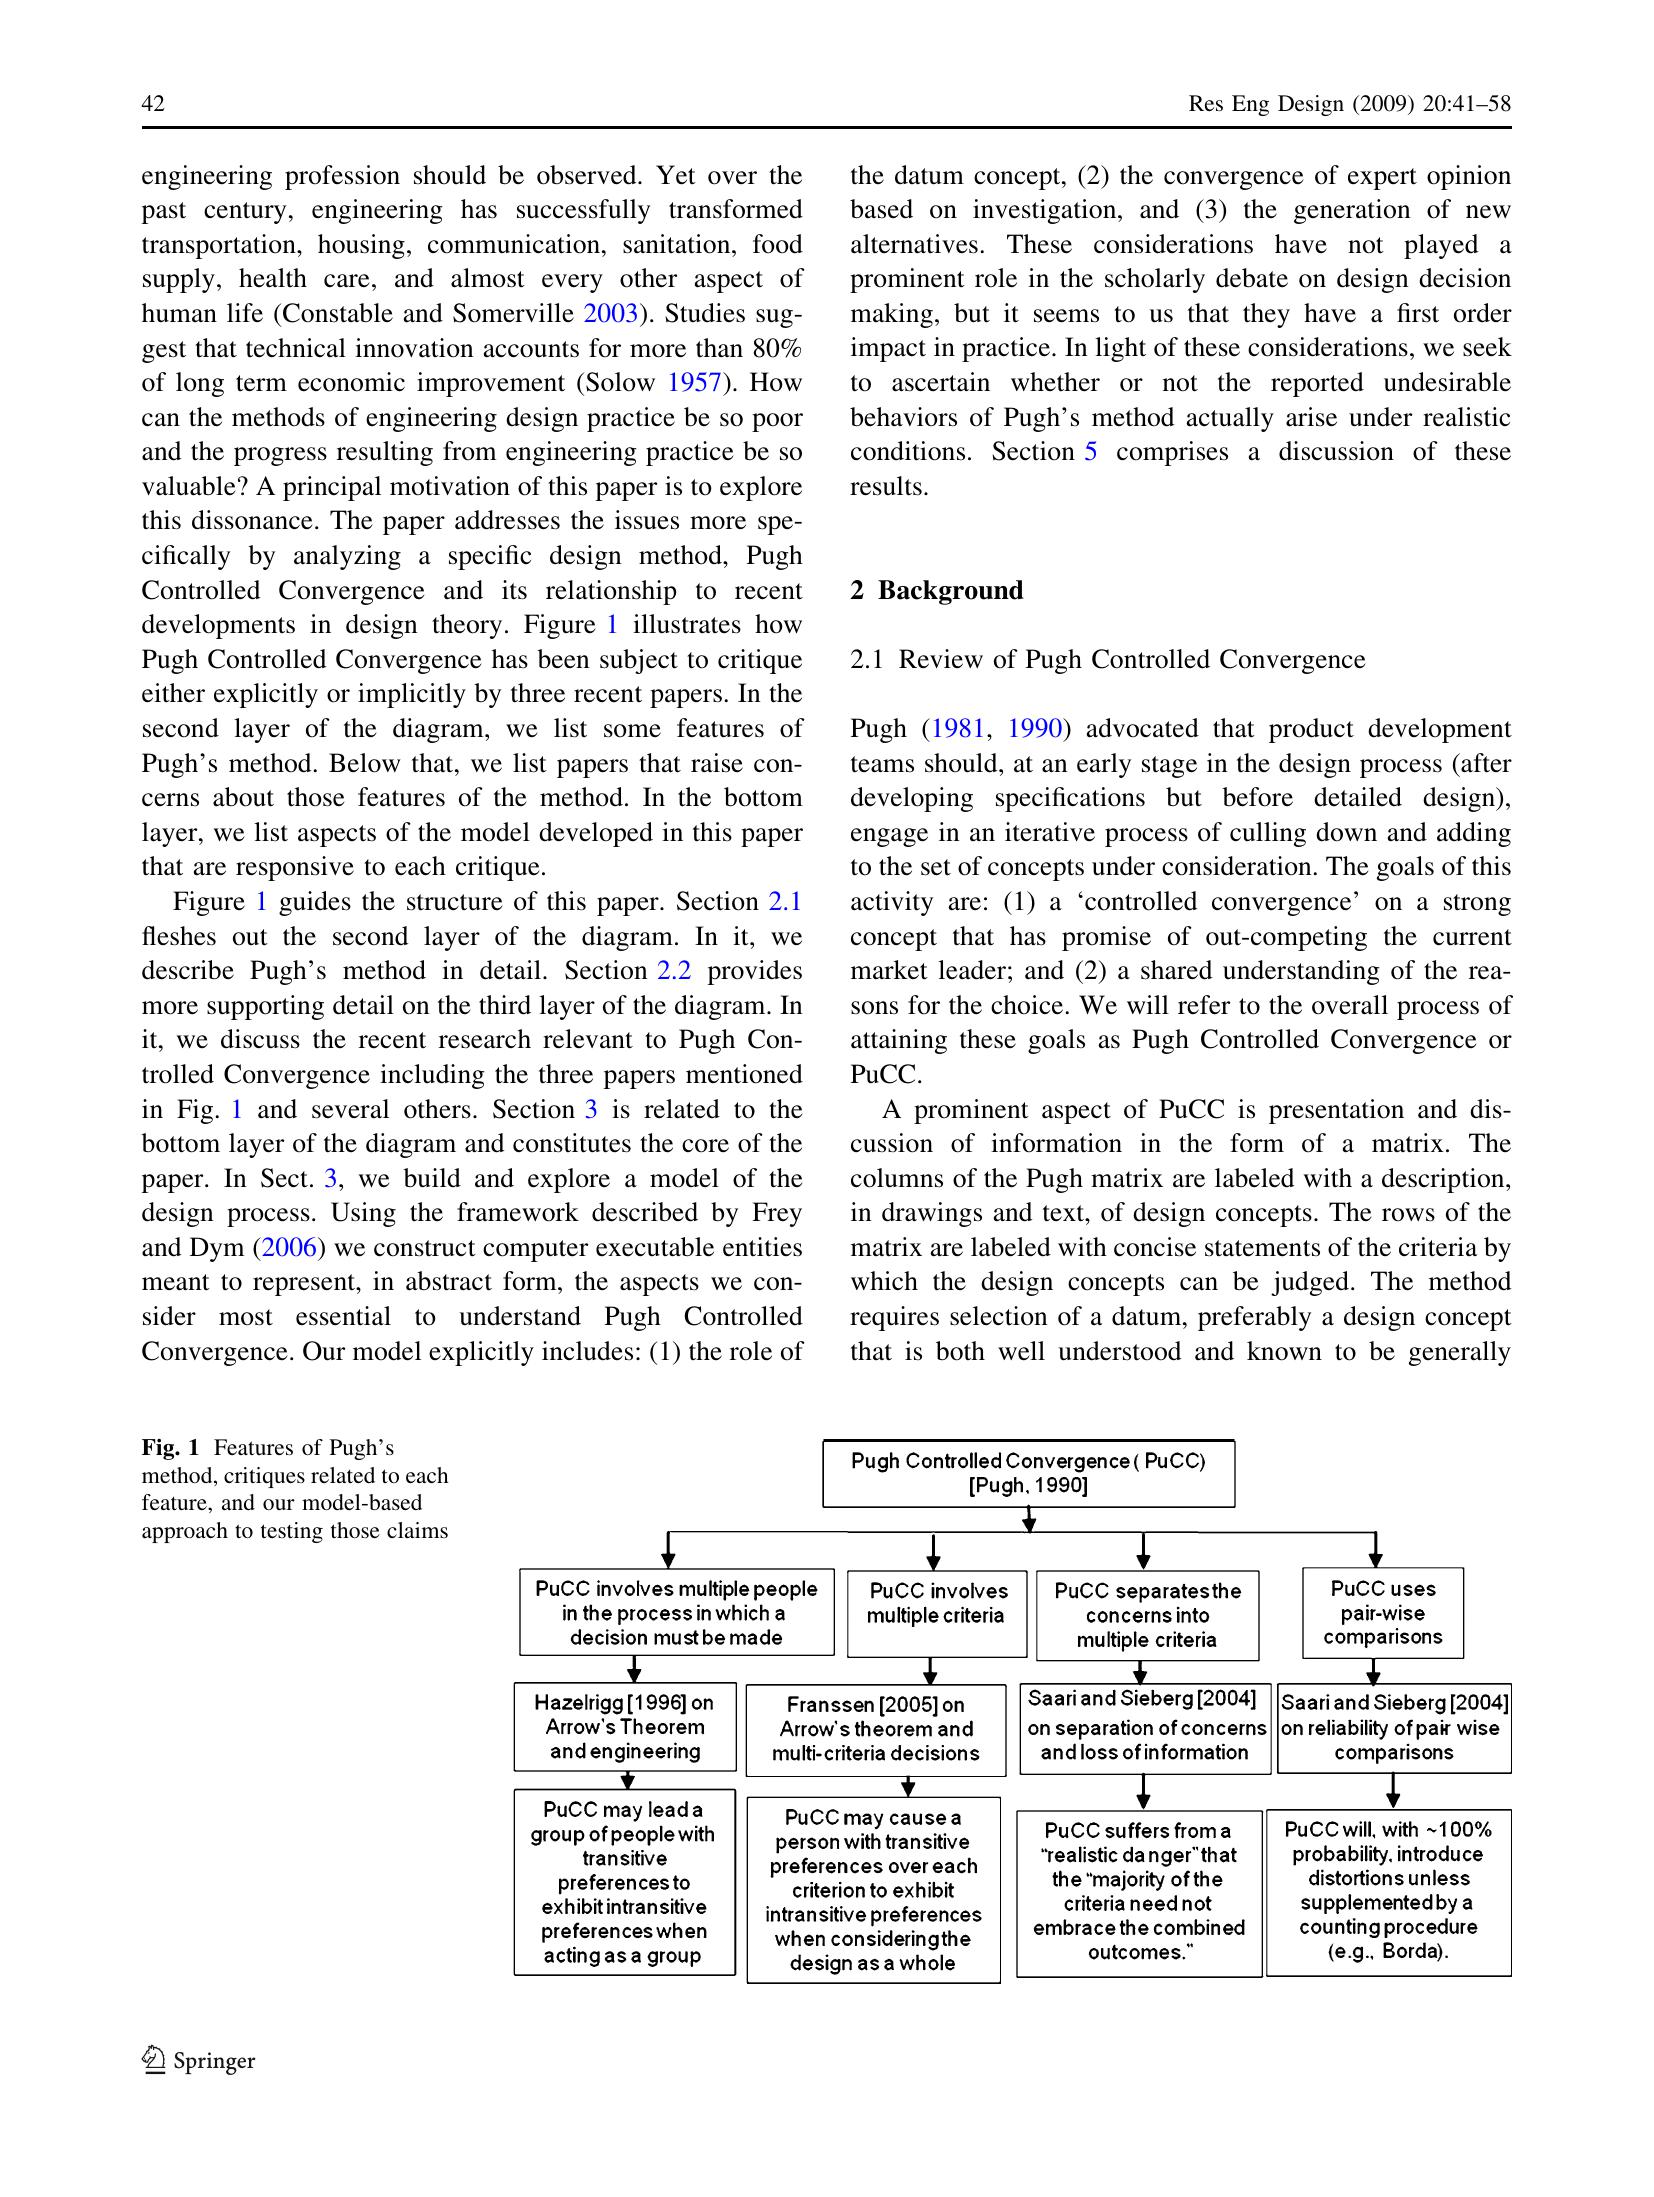 42
Res Eng Design (2009) 20:41–58
engineering profession should be observed. Yet over the
past century, engineering has successfully transformed
transportation, housing, communication, sanitation, food
supply, health care, and almost every other aspect of
human life (Constable and Somerville 2003). Studies sug-
gest that technical innovation accounts for more than 80%
of long term economic improvement (Solow 1957). How
can the methods of engineering design practice be so poor
and the progress resulting from engineering practice be so
valuable? A principal motivation of this paper is to explore
this dissonance. The paper addresses the issues more spe-
cifically by analyzing a specific design method, Pugh
Controlled Convergence and its relationship to recent
developments in design theory. Figure 1 illustrates how
Pugh Controlled Convergence has been subject to critique
either explicitly or implicitly by three recent papers. In the
second layer of the diagram, we list some features of
Pugh's method. Below that, we list papers that raise con-
cerns about those features of the method. In the bottom
layer, we list aspects of the model developed in this paper
that are responsive to each critique.
Figure 1 guides the structure of this paper. Section 2.1
fleshes out the second layer of the diagram. In it, we
describe Pugh's method in detail. Section 2.2 provides
more supporting detail on the third layer of the diagram. In
it, we discuss the recent research relevant to Pugh Con-
trolled Convergence including the three papers mentioned
in Fig. 1 and several others. Section 3 is related to the
bottom layer of the diagram and constitutes the core of the
paper. In Sect. 3, we build and explore a model of the
design process. Using the framework described by Frey
and Dym (2006) we construct computer executable entities
meant to represent, in abstract form, the aspects we con-
sider most essential to understand Pugh Controlled
Convergence. Our model explicitly includes: (1) the role of
the datum concept, (2) the convergence of expert opinion
based on investigation, and (3) the generation of new
alternatives. These considerations have not played a
prominent role in the scholarly debate on design decision
making, but it seems to us that they have a first order
impact in practice. In light of these considerations, we seek
to ascertain whether or not the reported undesirable
behaviors of Pugh's method actually arise under realistic
conditions. Section 5 comprises a discussion of these
results.
2 Background
2.1 Review of Pugh Controlled Convergence
Pugh (1981, 1990) advocated that product development
teams should, at an early stage in the design process (after
developing specifications but before detailed design),
engage in an iterative process of culling down and adding
to the set of concepts under consideration. The goals of this
activity are: (1) a 'controlled convergence' on a strong
concept that has promise of out-competing the current
market leader; and (2) a shared understanding of the rea-
sons for the choice. We will refer to the overall process of
attaining these goals as Pugh Controlled Convergence or
PuCC.
A prominent aspect of PuCC is presentation and dis-
cussion of information in the form of a matrix. The
columns of the Pugh matrix are labeled with a description,
in drawings and text, of design concepts. The rows of the
matrix are labeled with concise statements of the criteria by
which the design concepts can be judged. The method
requires selection of a datum, preferably a design concept
that is both well understood and known to be generally
Fig. 1 Features of Pugh's
method, critiques related to each
feature, and our model-based
approach to testing those claims
Pugh Controlled Convergence ( PuCC)
[Pugh, 1990]
PuCC involves multiple people
in the process in which a
decision must be made
PuCC involves
multiple criteria
PuCC separates the
concerns into
multiple criteria
PuCC uses
pair-wise
comparisons
Hazelrigg [1996] on
Arrow's Theorem
and engineering
Franssen [2005] on
Arrow's theorem and
multi-criteria decisions
Saari and Sieberg [2004]
on separation of concerns
and loss of information
Saari and Sieberg [2004]
on reliability of pair wise
comparisons
PuCC may lead a
group of people with
transitive
preferences to
exhibit intransitive
preferences when
acting as a group
PuCC may cause a
person with transitive
preferences over each
criterion to exhibit
intransitive preferences
when considering the
design as a whole
PuCC suffers from a
"realistic danger" that
the "majority of the
criteria need not
embrace the combined
outcomes."
PuCC will, with ~100%
probability, introduce
distortions unless
supplemented by a
counting procedure
(e.g., Borda).
Springer